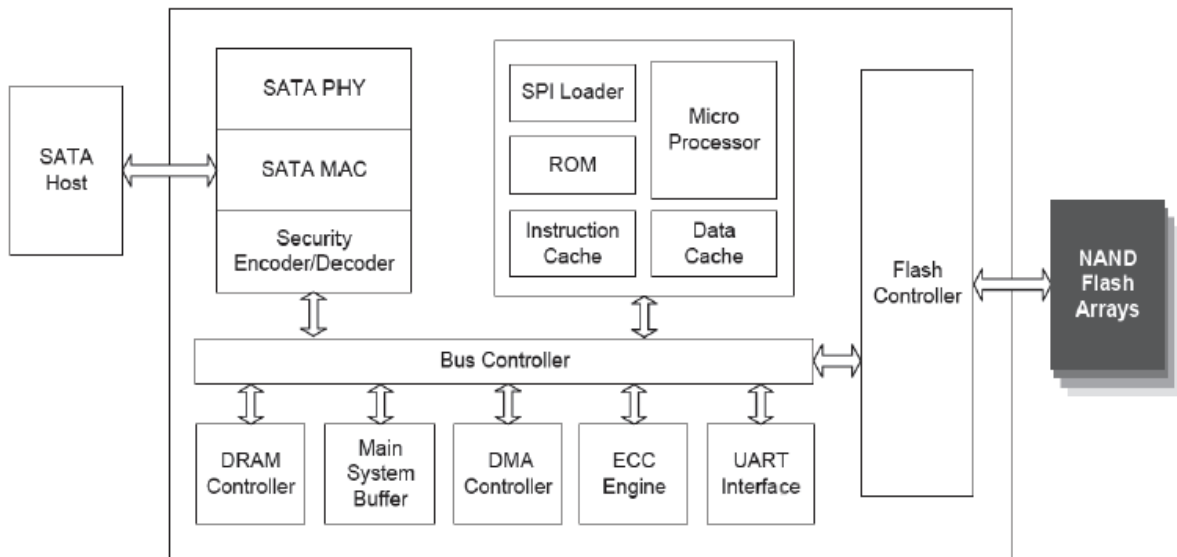 SATA
Host
SATA PHY
SATA MAC
Security
Encoder/Decoder
SPI Loader
ROM
Instruction
Cache
Micro
Processor
Data
Cache
Flash
Controller
NAND
Flash
Arrays
Bus Controller
DRAM
Controller
Main
System
Buffer
DMA
Controller
ECC
Engine
UART
Interface